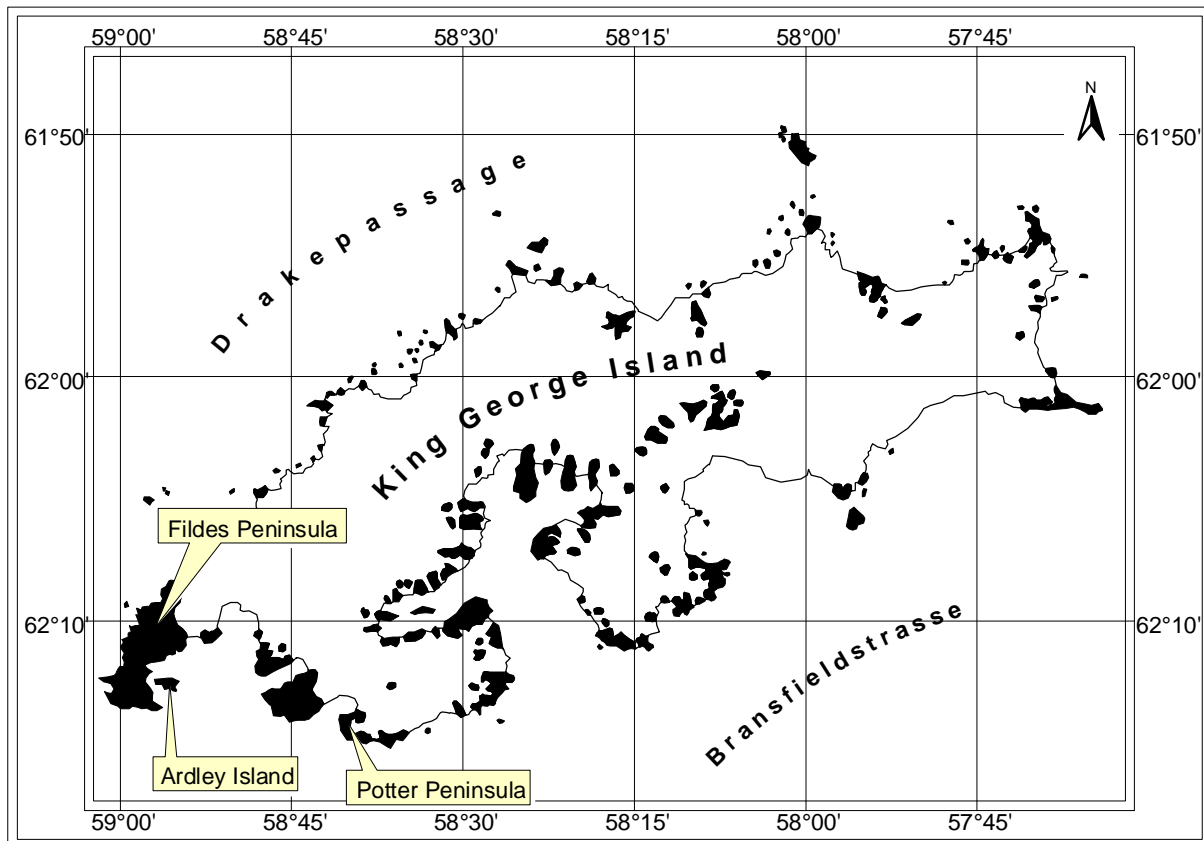 59°00' 58°45' 58°30' 58°15' 58°00' 57°45'
N
61°50' 61°50'
Drakepassage
King George Island
62°00' 62°00'
Fildes Peninsula
62°10' 62°10'
Bransfieldstrasse
Ardley Island
Potter Peninsula
59°00' 58°45' 58°30' 58°15' 58°00' 57°45'